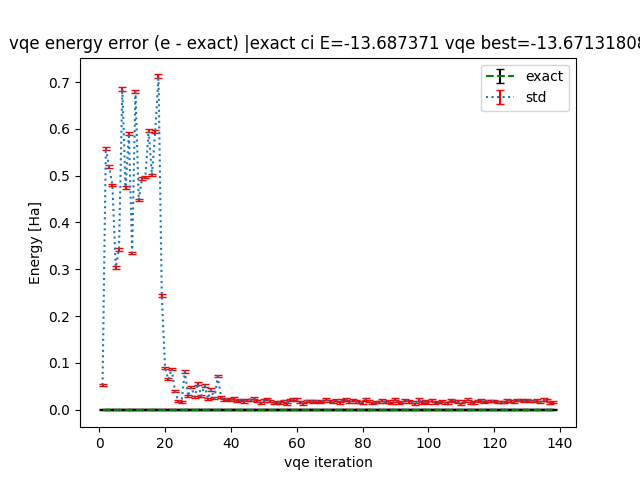 vqe energy error (e - exact) |exact ci E=-13.687371 vqe best=-13.67131808
exact
std
Energy [Ha]
0.7
0.6
0.5
0.4
0.3
0.2
0.1
0.0
0 20 40 60 80 100 120 140
vqe iteration